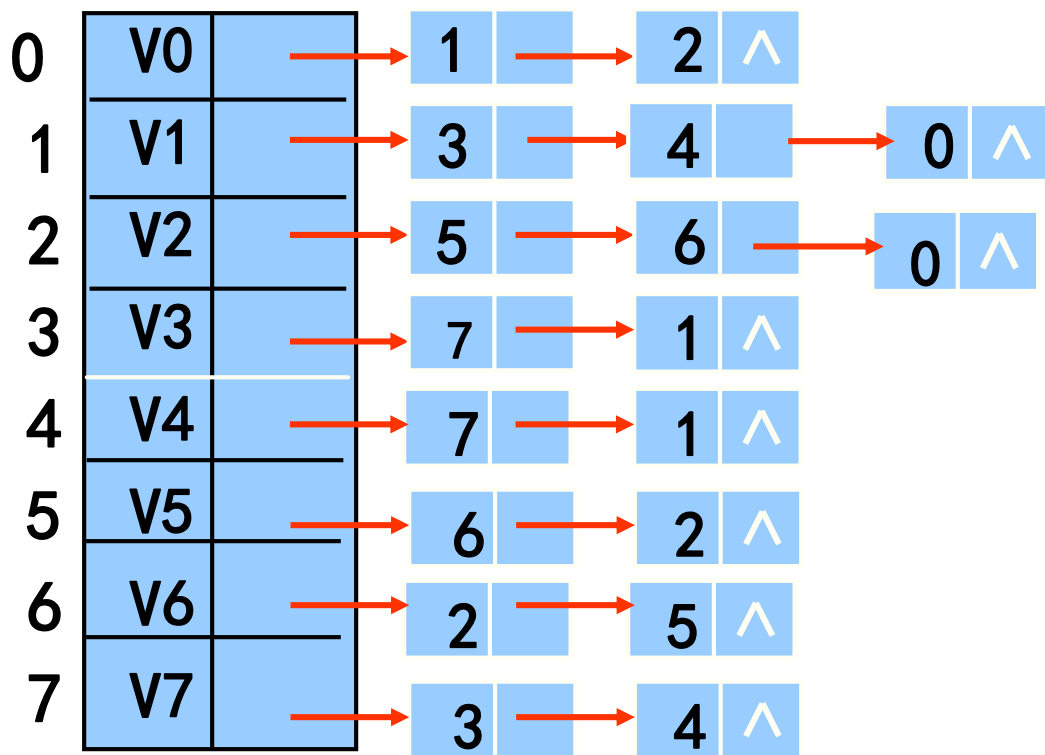 0 V0 1 2 ∧
1 V1 3 4 0 ∧
2 V2 5 6 0 ∧
3 V3 7 1 ∧
4 V4 7 1 ∧
5 V5 6 2 ∧
6 V6 2 5 ∧
7 V7 3 4 ∧